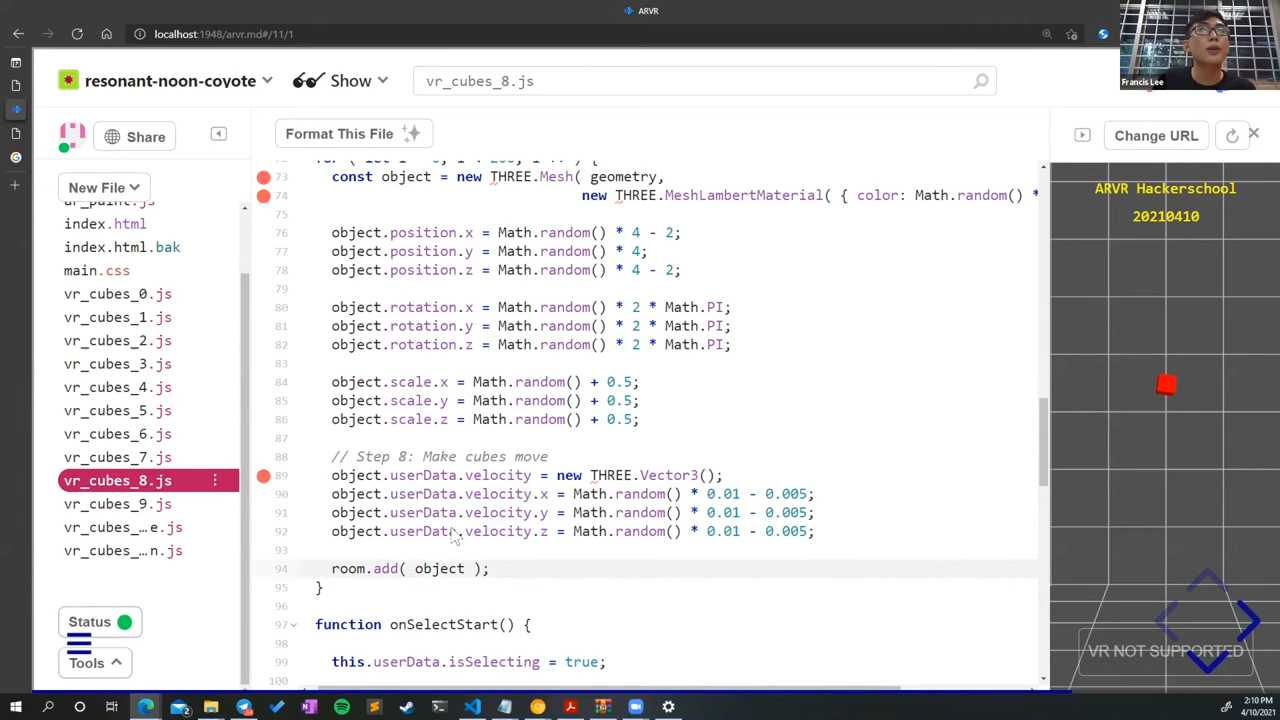 ARVR
localhost:1948/arvr.md#/11/1
Francis Lee
resonant-noon-coyote
Show
vr_cubes_8.js
Share
Format This File
Change URL
New File
index.html
index.html.bak
main.css
vr_cubes_0.js
vr_cubes_1.js
vr_cubes_2.js
vr_cubes_3.js
vr_cubes_4.js
vr_cubes_5.js
vr_cubes_6.js
vr_cubes_7.js
vr_cubes_8.js
vr_cubes_9.js
vr_cubes_…e.js
vr_cubes_…n.js
Status
Tools
73 const object = new THREE.Mesh( geometry,
74 new THREE.MeshLambertMaterial( { color: Math.random() *
75
76 object.position.x = Math.random() * 4 - 2;
77 object.position.y = Math.random() * 4;
78 object.position.z = Math.random() * 4 - 2;
79
80 object.rotation.x = Math.random() * 2 * Math.PI;
81 object.rotation.y = Math.random() * 2 * Math.PI;
82 object.rotation.z = Math.random() * 2 * Math.PI;
83
84 object.scale.x = Math.random() + 0.5;
85 object.scale.y = Math.random() + 0.5;
86 object.scale.z = Math.random() + 0.5;
87
88 // Step 8: Make cubes move
89 object.userData.velocity = new THREE.Vector3();
90 object.userData.velocity.x = Math.random() * 0.01 - 0.005;
91 object.userData.velocity.y = Math.random() * 0.01 - 0.005;
92 object.userData.velocity.z = Math.random() * 0.01 - 0.005;
93
94 room.add( object );
95 }
96
97 function onSelectStart() {
98
99 this.userData.isSelecting = true;
100
ARVR Hackerschool
20210410
VR NOT SUPPORTED
2:10 PM
4/10/2021